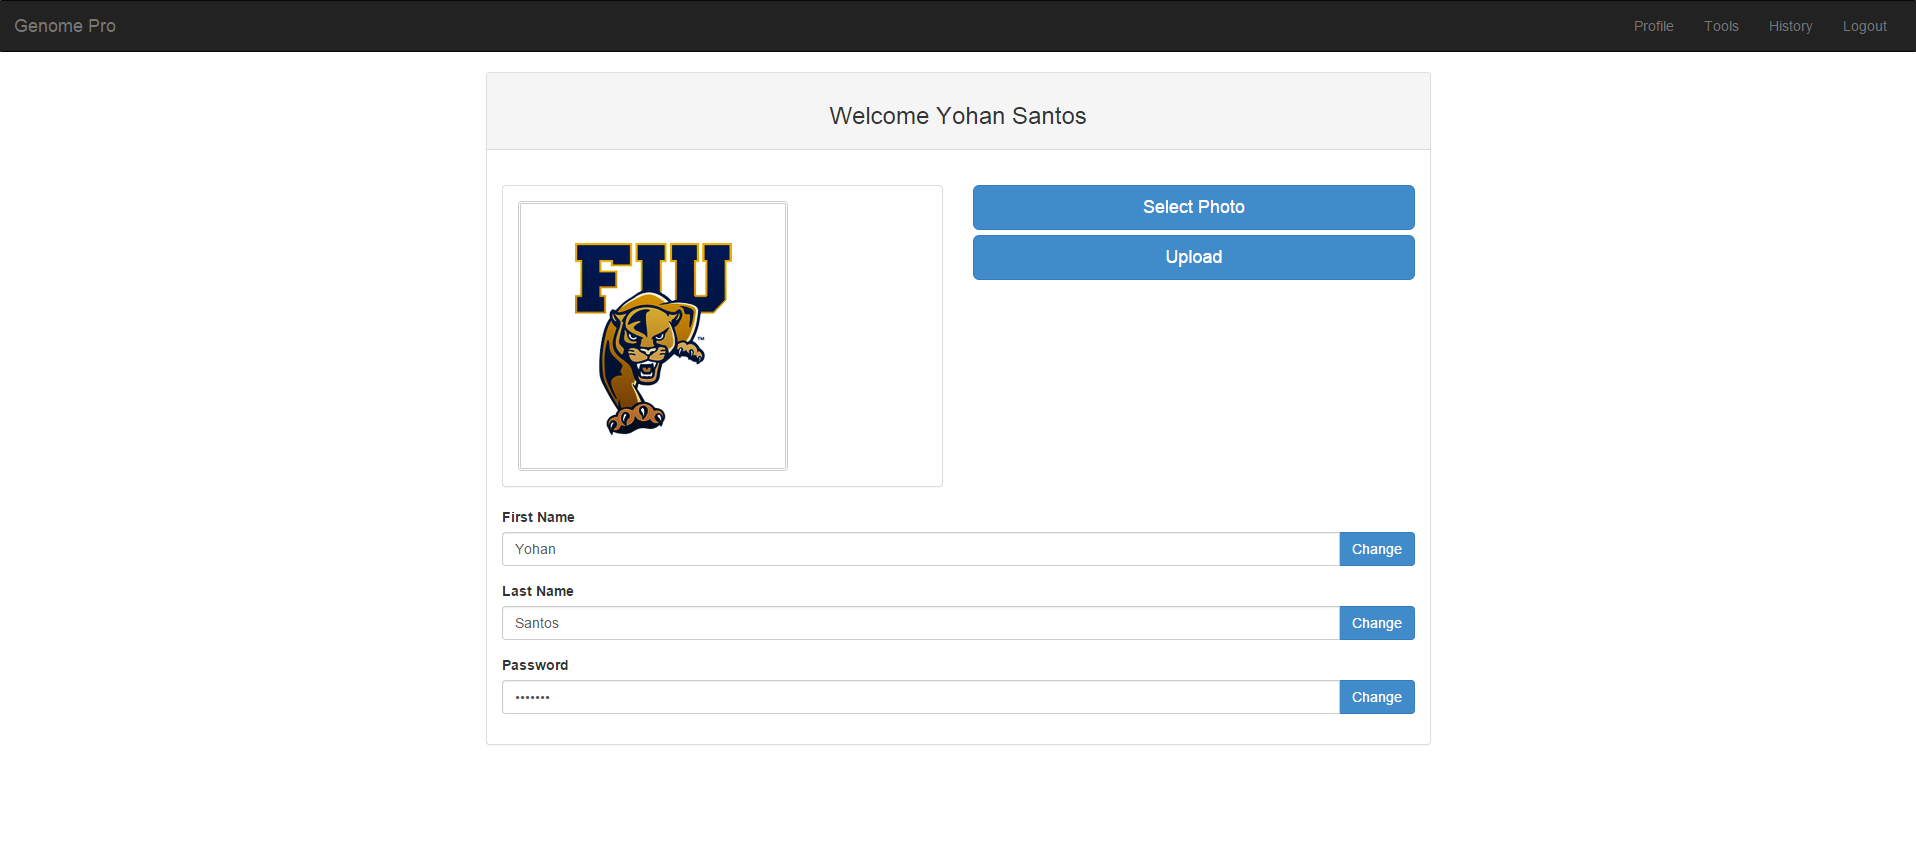 Genome Pro Profile Tools History Logout
Welcome Yohan Santos
FIU
TM
Select Photo
Upload
First Name
Yohan Change
Last Name
Santos Change
Password
••••••• Change